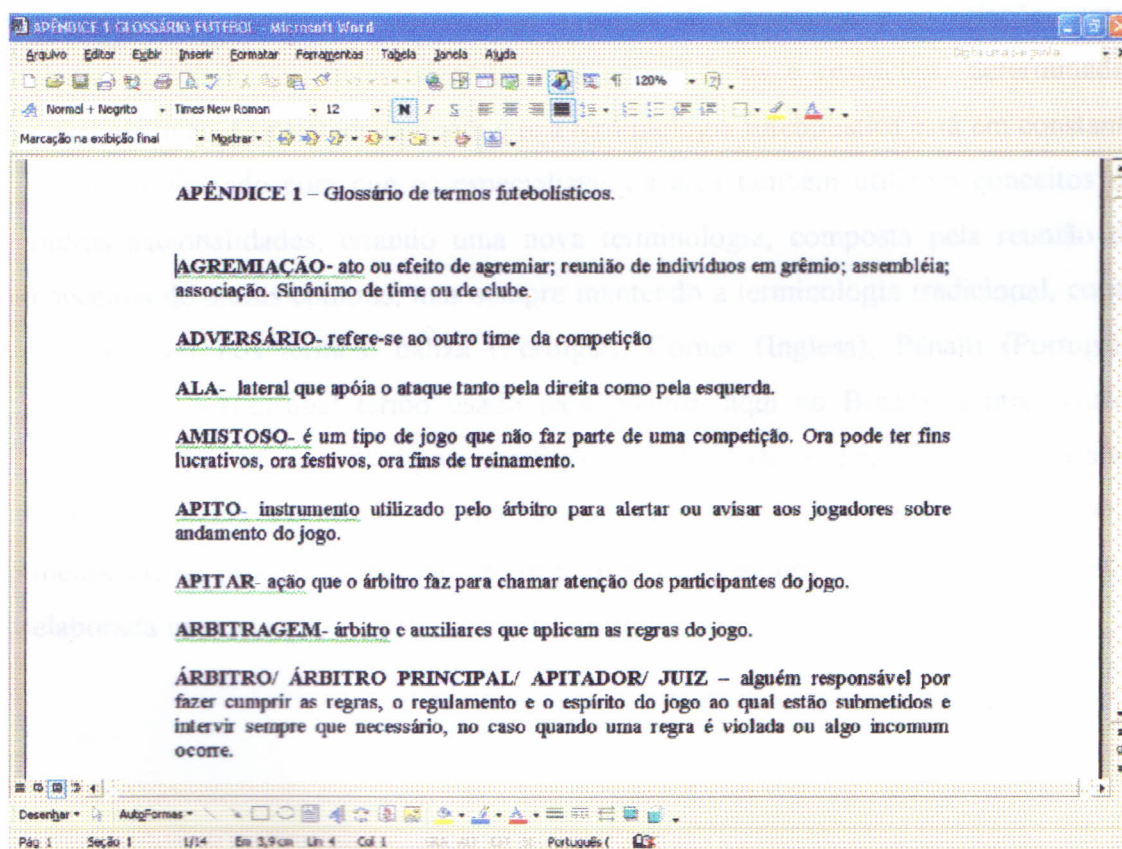 APÊNDICE 1 GLOSSÁRIO FUTEBOL - Microsoft Word
Arquivo Editar Exibir Inserir Formatar Ferramentas Tabela Janela Ajuda
120%
Normal + Negrito Times New Roman 12 N I S
Marcação na exibição final Mostrar
APÊNDICE 1 – Glossário de termos futebolísticos.
AGREMIAÇÃO- ato ou efeito de agremiar; reunião de indivíduos em grêmio; assembléia;
associação. Sinônimo de time ou de clube
ADVERSÁRIO- refere-se ao outro time da competição
ALA- lateral que apóia o ataque tanto pela direita como pela esquerda.
AMISTOSO- é um tipo de jogo que não faz parte de uma competição. Ora pode ter fins
lucrativos, ora festivos, ora fins de treinamento.
APITO- instrumento utilizado pelo árbitro para alertar ou avisar aos jogadores sobre
andamento do jogo.
APITAR- ação que o árbitro faz para chamar atenção dos participantes do jogo.
ARBITRAGEM- árbitro e auxiliares que aplicam as regras do jogo.
ÁRBITRO/ ÁRBITRO PRINCIPAL/ APITADOR/ JUIZ – alguém responsável por
fazer cumprir as regras, o regulamento e o espírito do jogo ao qual estão submetidos e
intervir sempre que necessário, no caso quando uma regra é violada ou algo incomum
ocorre.
Desenhar AutoFormas
Pág 1 Seção 1 1/14 Em 3,9 cm Lin 4 Col 1 Português (